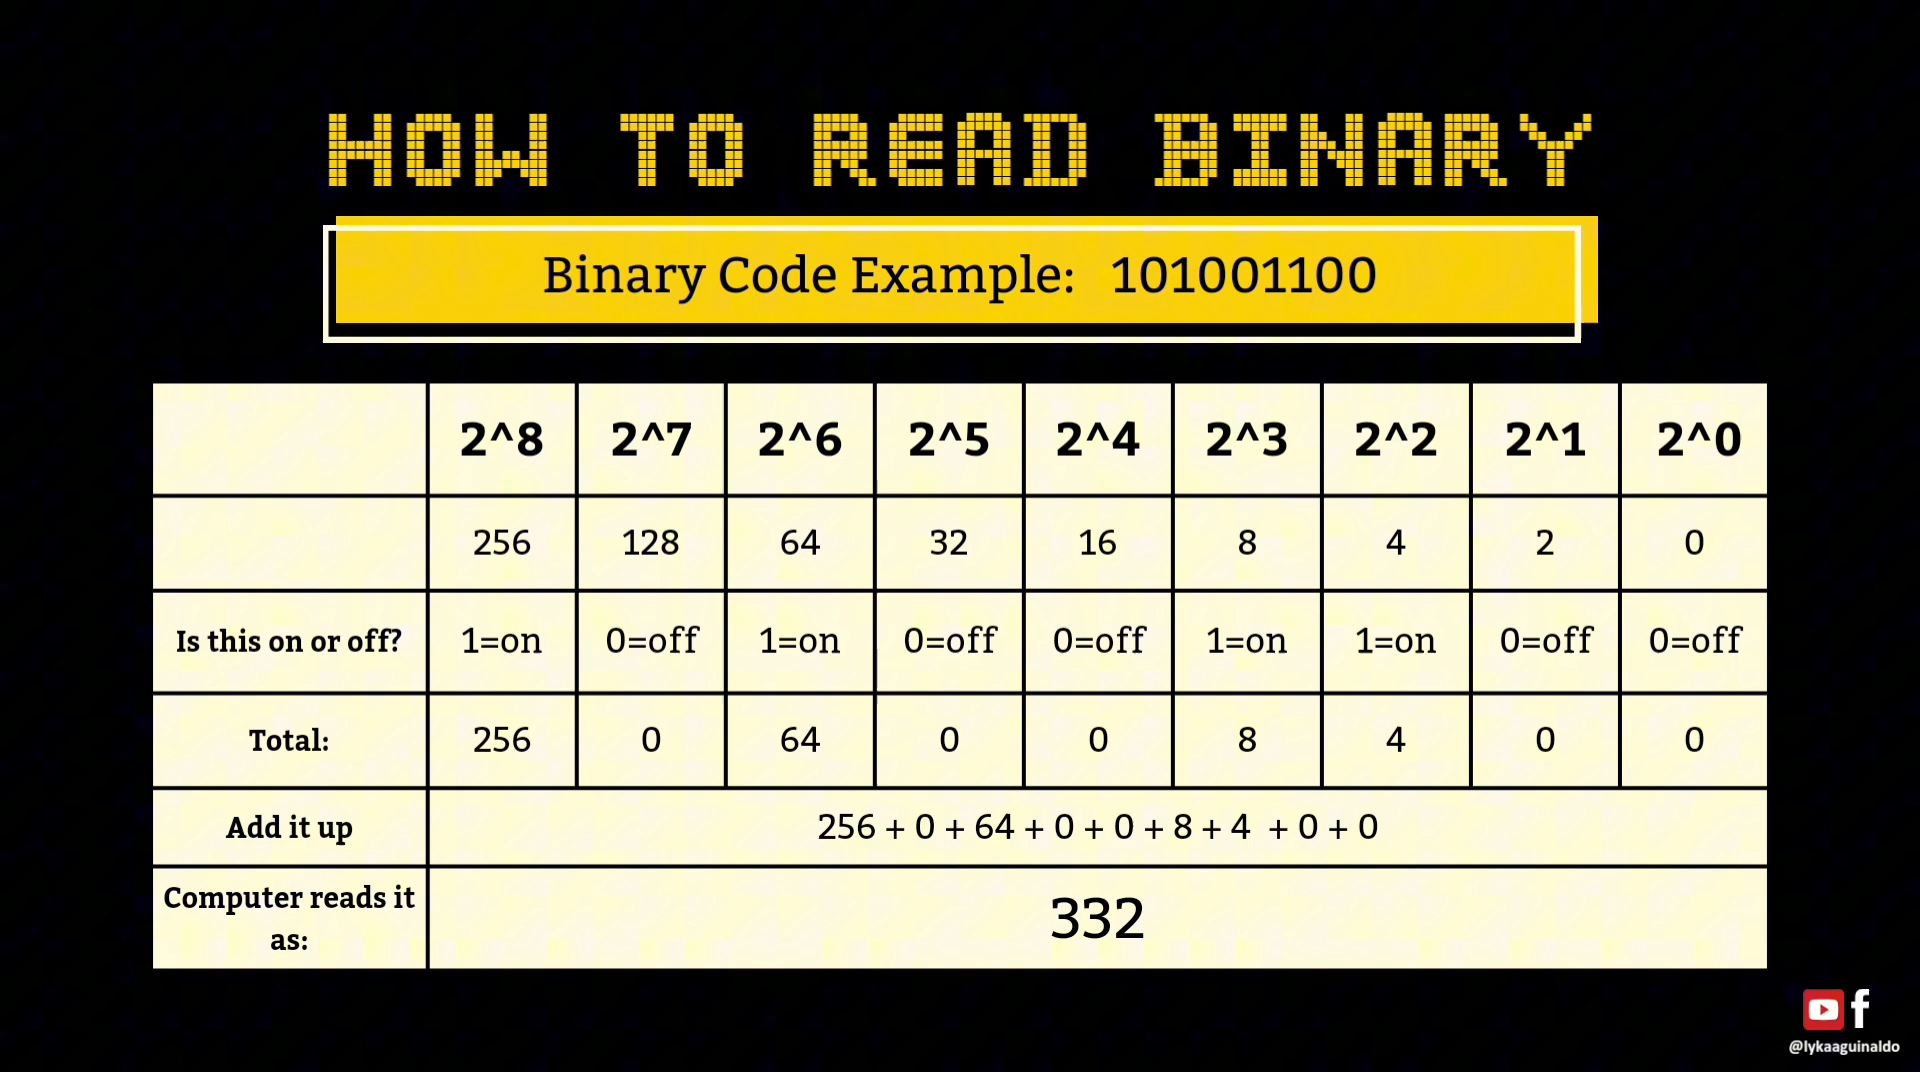 HOW TO READ BINARY
Binary Code Example: 101001100
2^8 2^7 2^6 2^5 2^4 2^3 2^2 2^1 2^0
256 128 64 32 16 8 4 2 0
Is this on or off? 1=on 0=off 1=on 0=off 0=off 1=on 1=on 0=off 0=off
Total: 256 0 64 0 0 8 4 0 0
Add it up 256 + 0 + 64 + 0 + 0 + 8 + 4 + 0 + 0
Computer reads it
as:
332
@lykaaguinaldo